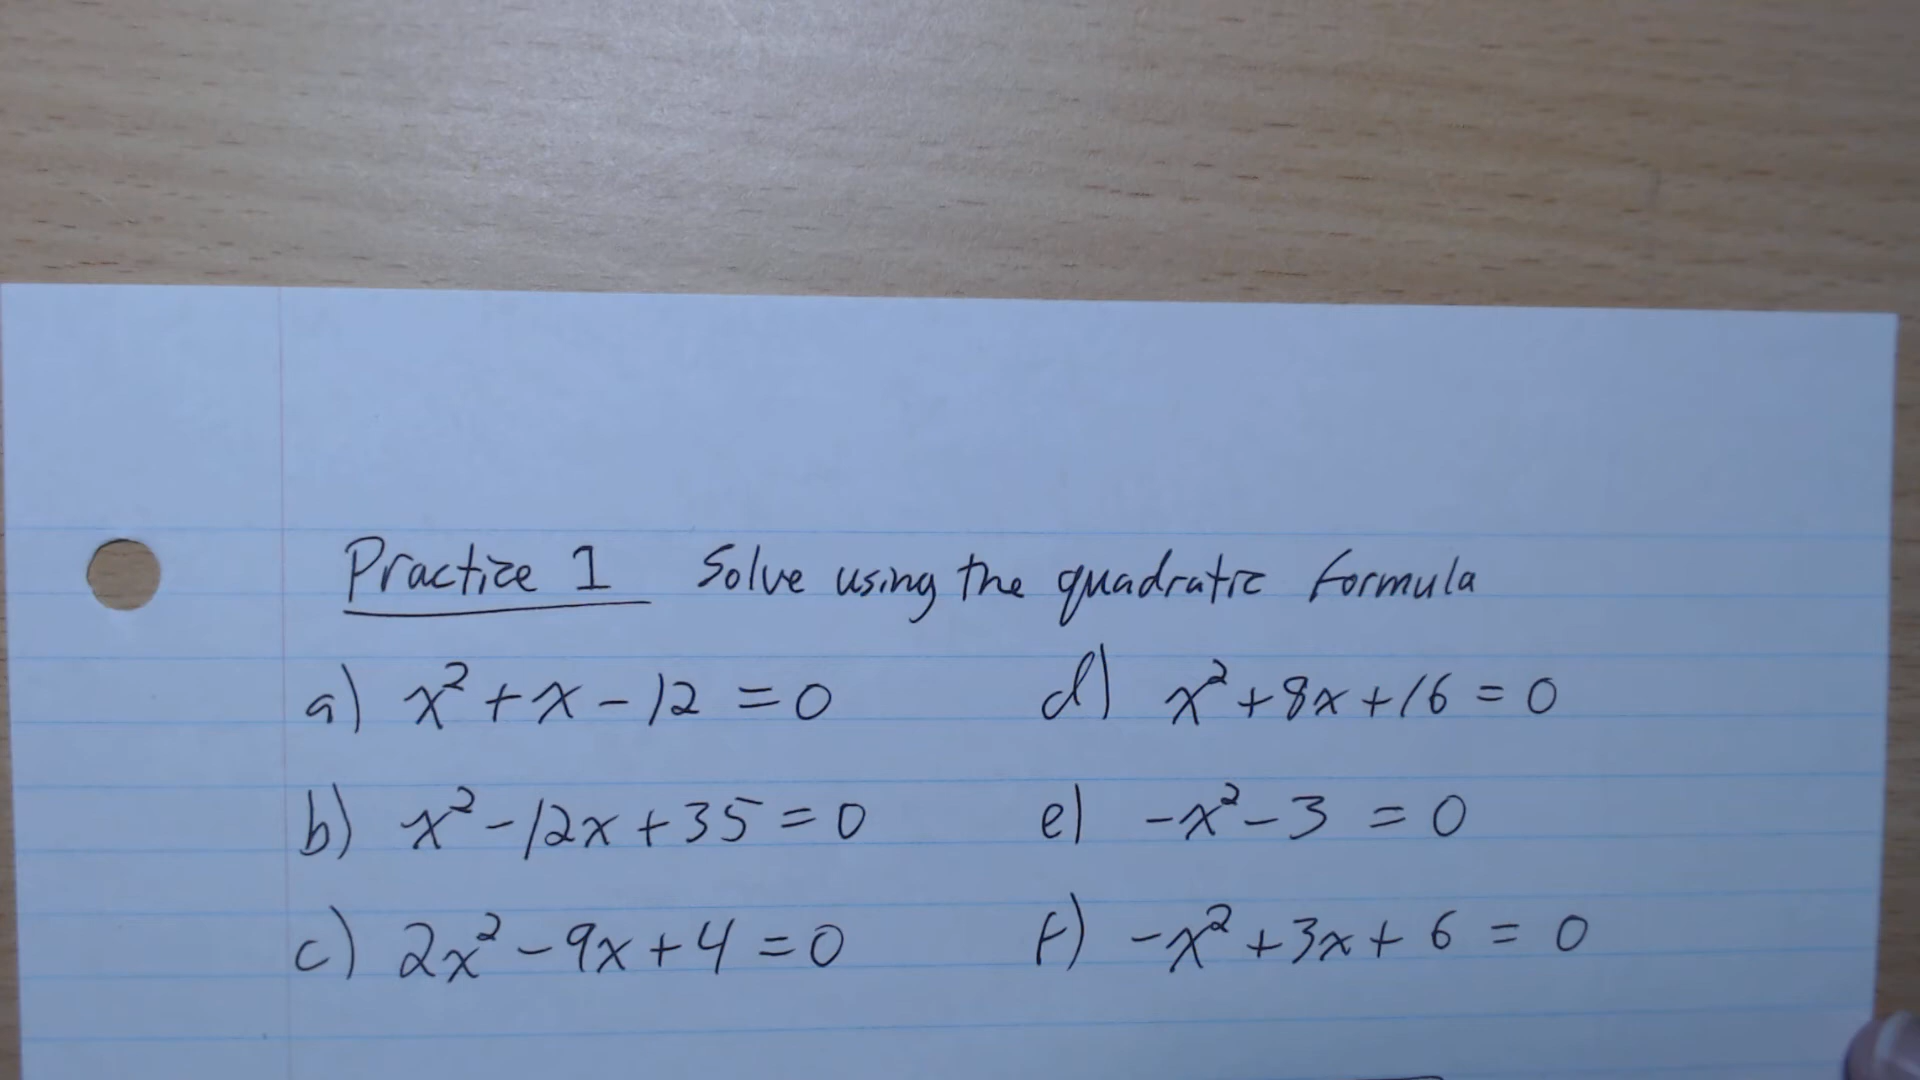 Practice 1 Solve using the quadratic formula
a) x² + x - 12 = 0
d) x² + 8x + 16 = 0
b) x² - 12x + 35 = 0
e) -x² - 3 = 0
c) 2x² - 9x + 4 = 0
f) -x² + 3x + 6 = 0